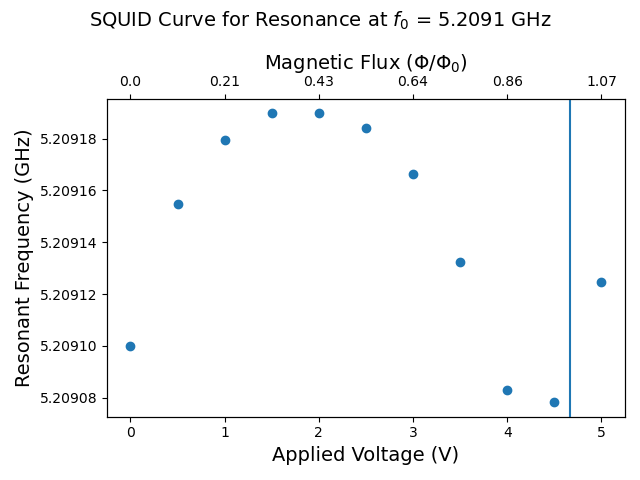 SQUID Curve for Resonance at f₀ = 5.2091 GHz
Magnetic Flux (Φ/Φ₀)
0.0 0.21 0.43 0.64 0.86 1.07
Resonant Frequency (GHz)
5.20918
5.20916
5.20914
5.20912
5.20910
5.20908
0 1 2 3 4 5
Applied Voltage (V)